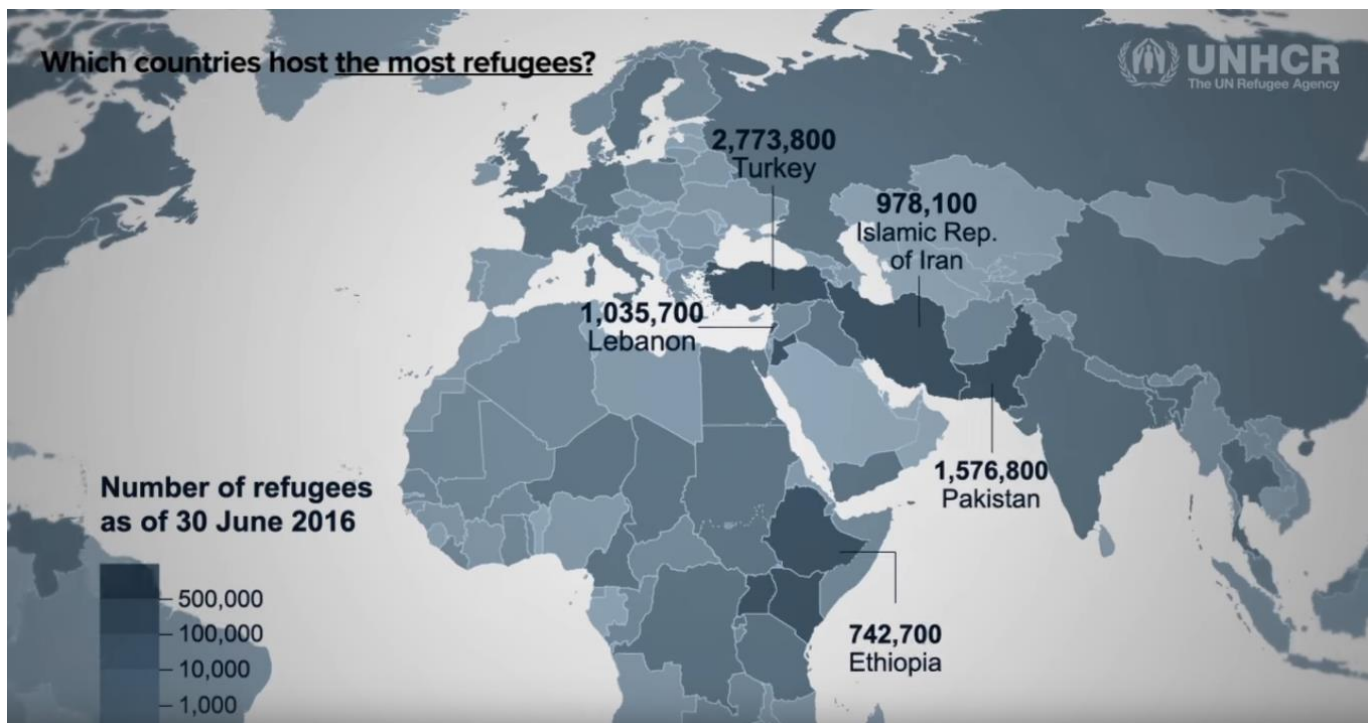 Which countries host the most refugees?
UNHCR
The UN Refugee Agency
2,773,800
Turkey
978,100
Islamic Rep.
of Iran
1,035,700
Lebanon
1,576,800
Pakistan
Number of refugees
as of 30 June 2016
500,000
100,000
10,000
1,000
742,700
Ethiopia